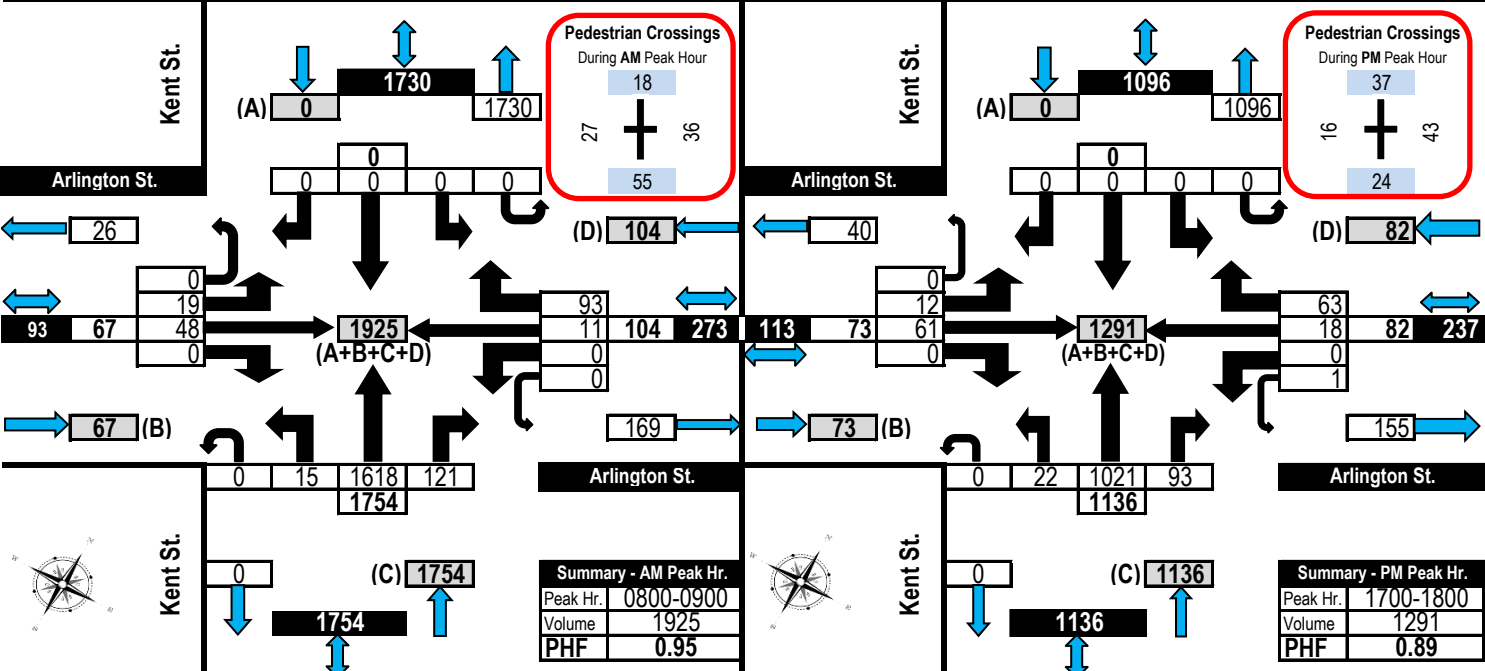 Kent St.
Pedestrian Crossings
During AM Peak Hour
18
27 36
55
1730
(A) 0 1730
0
0 0 0 0
Arlington St.
26
(D) 104
0
19
93 67 48
0
1925
(A+B+C+D)
93
11 104 273
0
0
67 (B)
169
0 15 1618 121
1754
Arlington St.
Kent St.
0
(C) 1754
1754
Summary - AM Peak Hr.
Peak Hr. 0800-0900
Volume 1925
PHF 0.95
Kent St.
Pedestrian Crossings
During PM Peak Hour
37
16 43
24
1096
(A) 0 1096
0
0 0 0 0
Arlington St.
40
(D) 82
0
12
113 73 61
0
1291
(A+B+C+D)
63
18 82 237
0
1
73 (B)
155
0 22 1021 93
1136
Arlington St.
Kent St.
0
(C) 1136
1136
Summary - PM Peak Hr.
Peak Hr. 1700-1800
Volume 1291
PHF 0.89